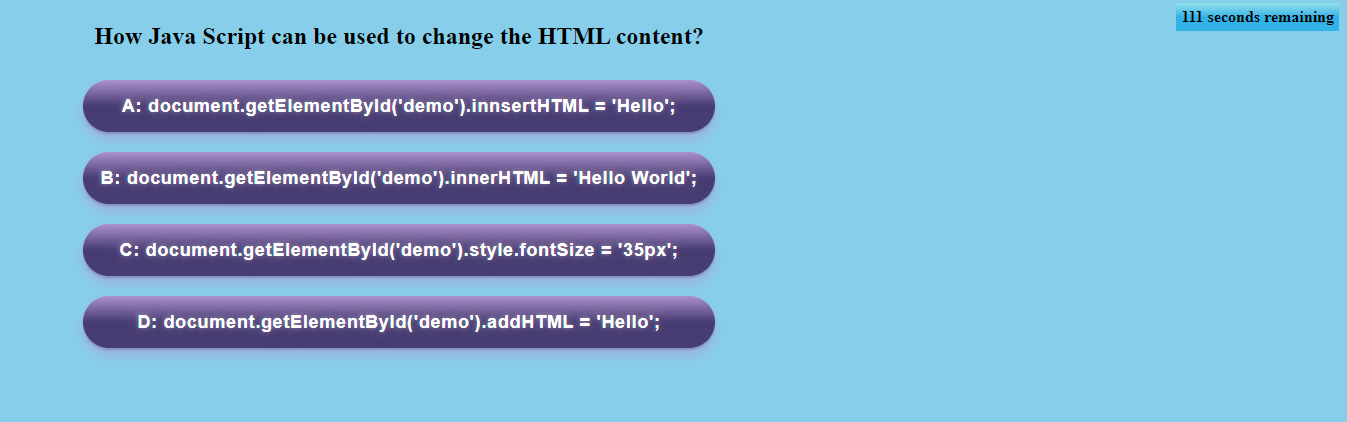 111 seconds remaining
How Java Script can be used to change the HTML content?
A: document.getElementById('demo').innsertHTML = 'Hello';
B: document.getElementById('demo').innerHTML = 'Hello World';
C: document.getElementById('demo').style.fontSize = '35px';
D: document.getElementById('demo').addHTML = 'Hello';